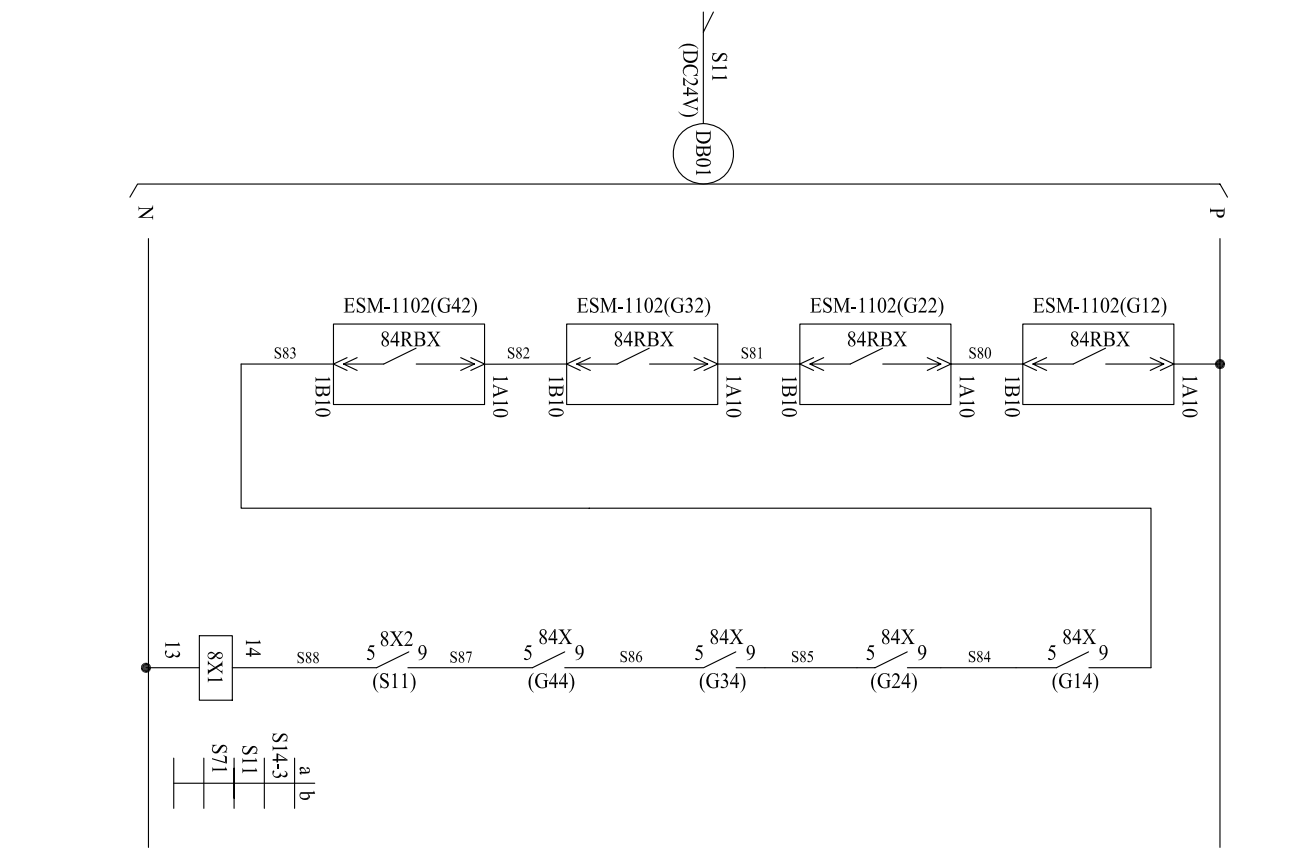 S11
(DC24V)
DB01
N
P
ESM-1102(G42)
ESM-1102(G32)
ESM-1102(G22)
ESM-1102(G12)
84RBX
84RBX
84RBX
84RBX
S83
S82
S81
S80
1B10
1A10
1B10
1A10
1B10
1A10
1B10
1A10
13
8X1
14
S88
8X2
5
9
(S11)
S87
84X
5
9
(G44)
S86
84X
5
9
(G34)
S85
84X
5
9
(G24)
S84
84X
5
9
(G14)
S71
S11
S14-3
a
b